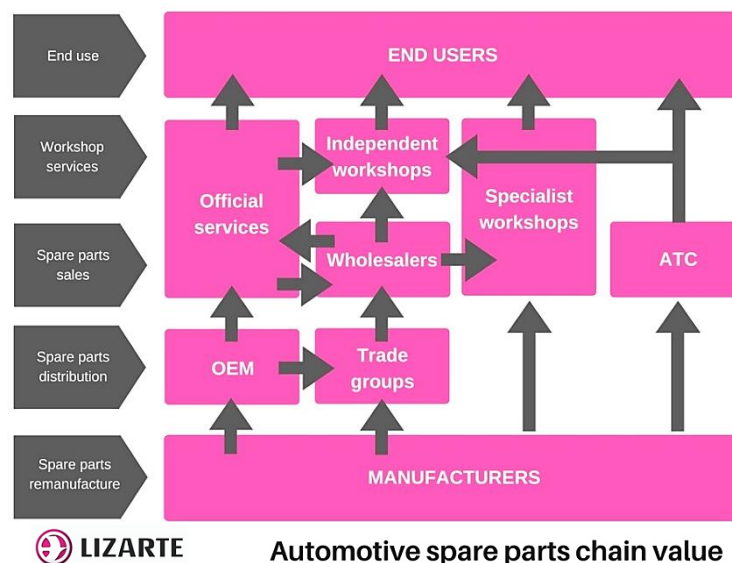 End use
END USERS
Workshop
services
Independent
workshops
Official
services
Specialist
workshops
Spare parts
sales
Wholesalers
ATC
Spare parts
distribution
OEM
Trade
groups
Spare parts
remanufacture
MANUFACTURERS
LIZARTE
Automotive spare parts chain value